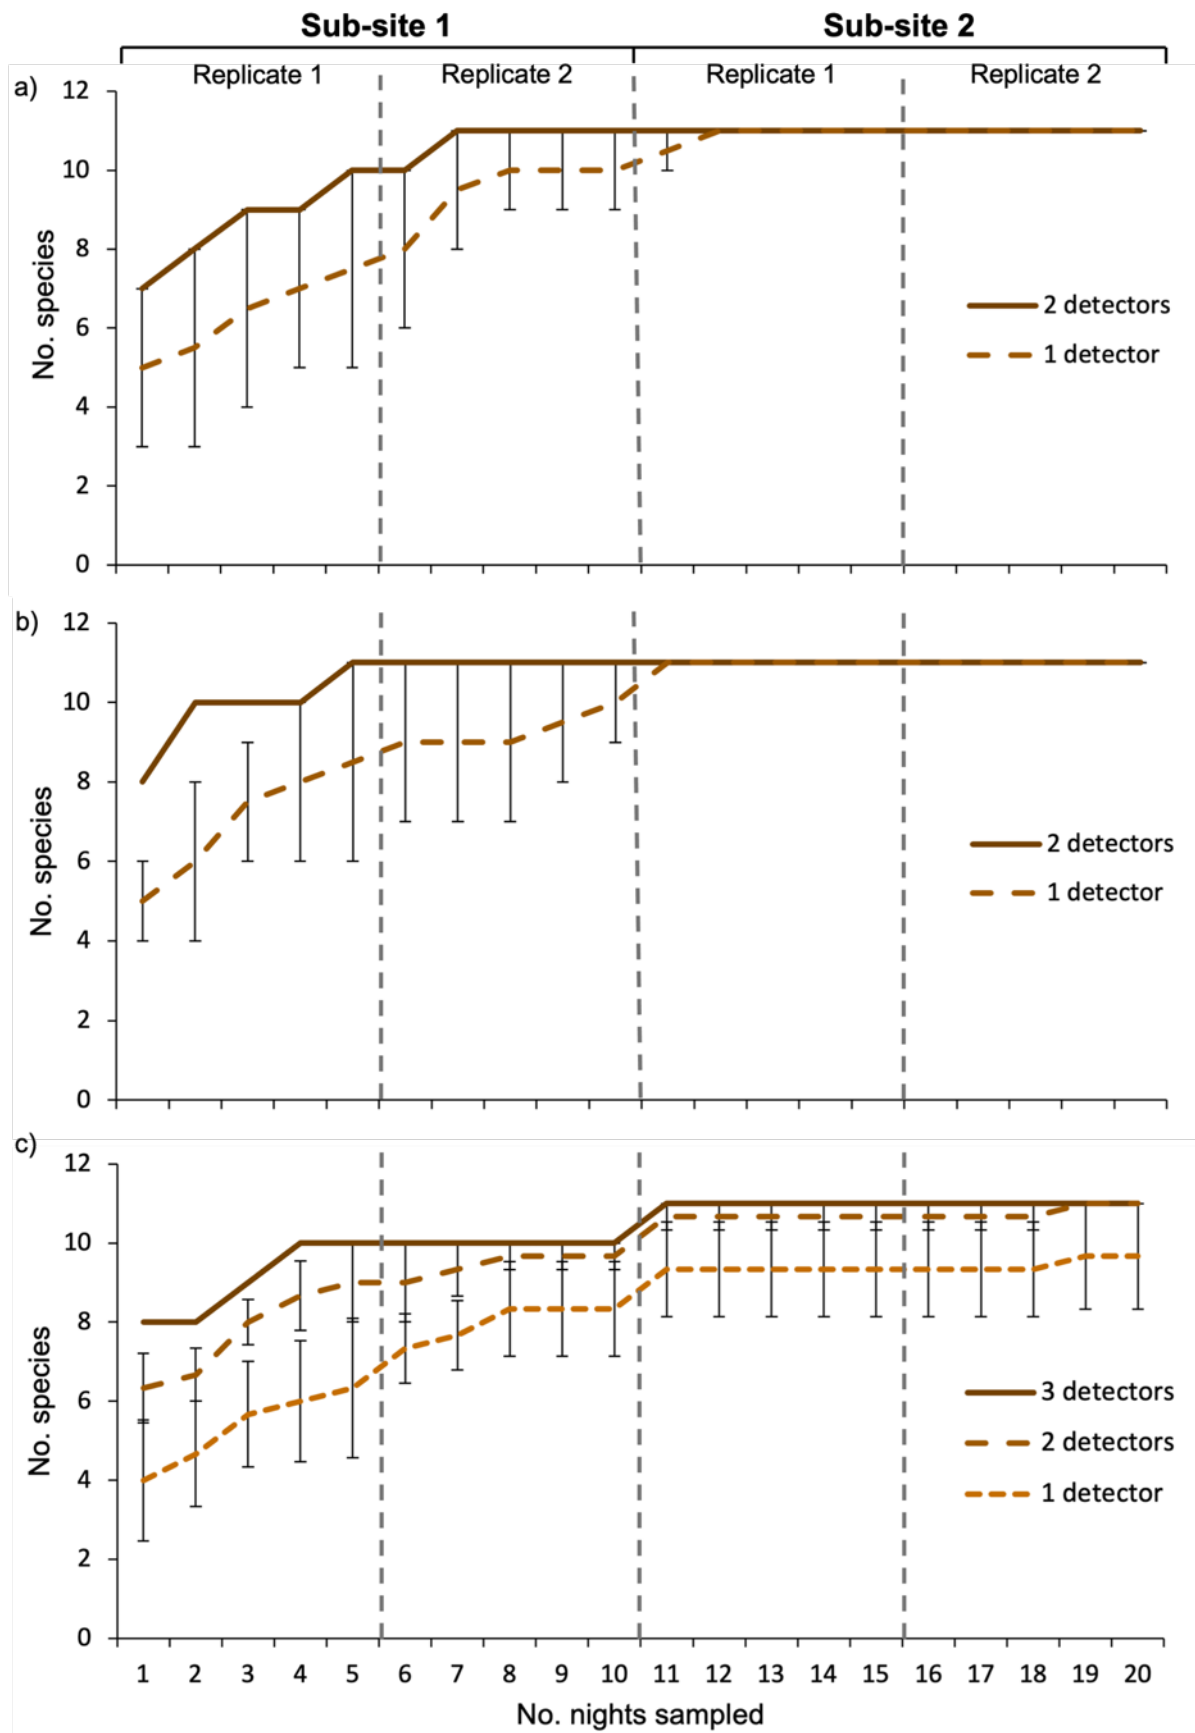 Sub-site 1 Sub-site 2
Replicate 1 Replicate 2 Replicate 1 Replicate 2
a)
12
10
8
6
4
2
0
No. species
2 detectors
1 detector
b)
12
10
8
6
4
2
0
No. species
2 detectors
1 detector
c)
12
10
8
6
4
2
0
No. species
3 detectors
2 detectors
1 detector
1 2 3 4 5 6 7 8 9 10 11 12 13 14 15 16 17 18 19 20
No. nights sampled